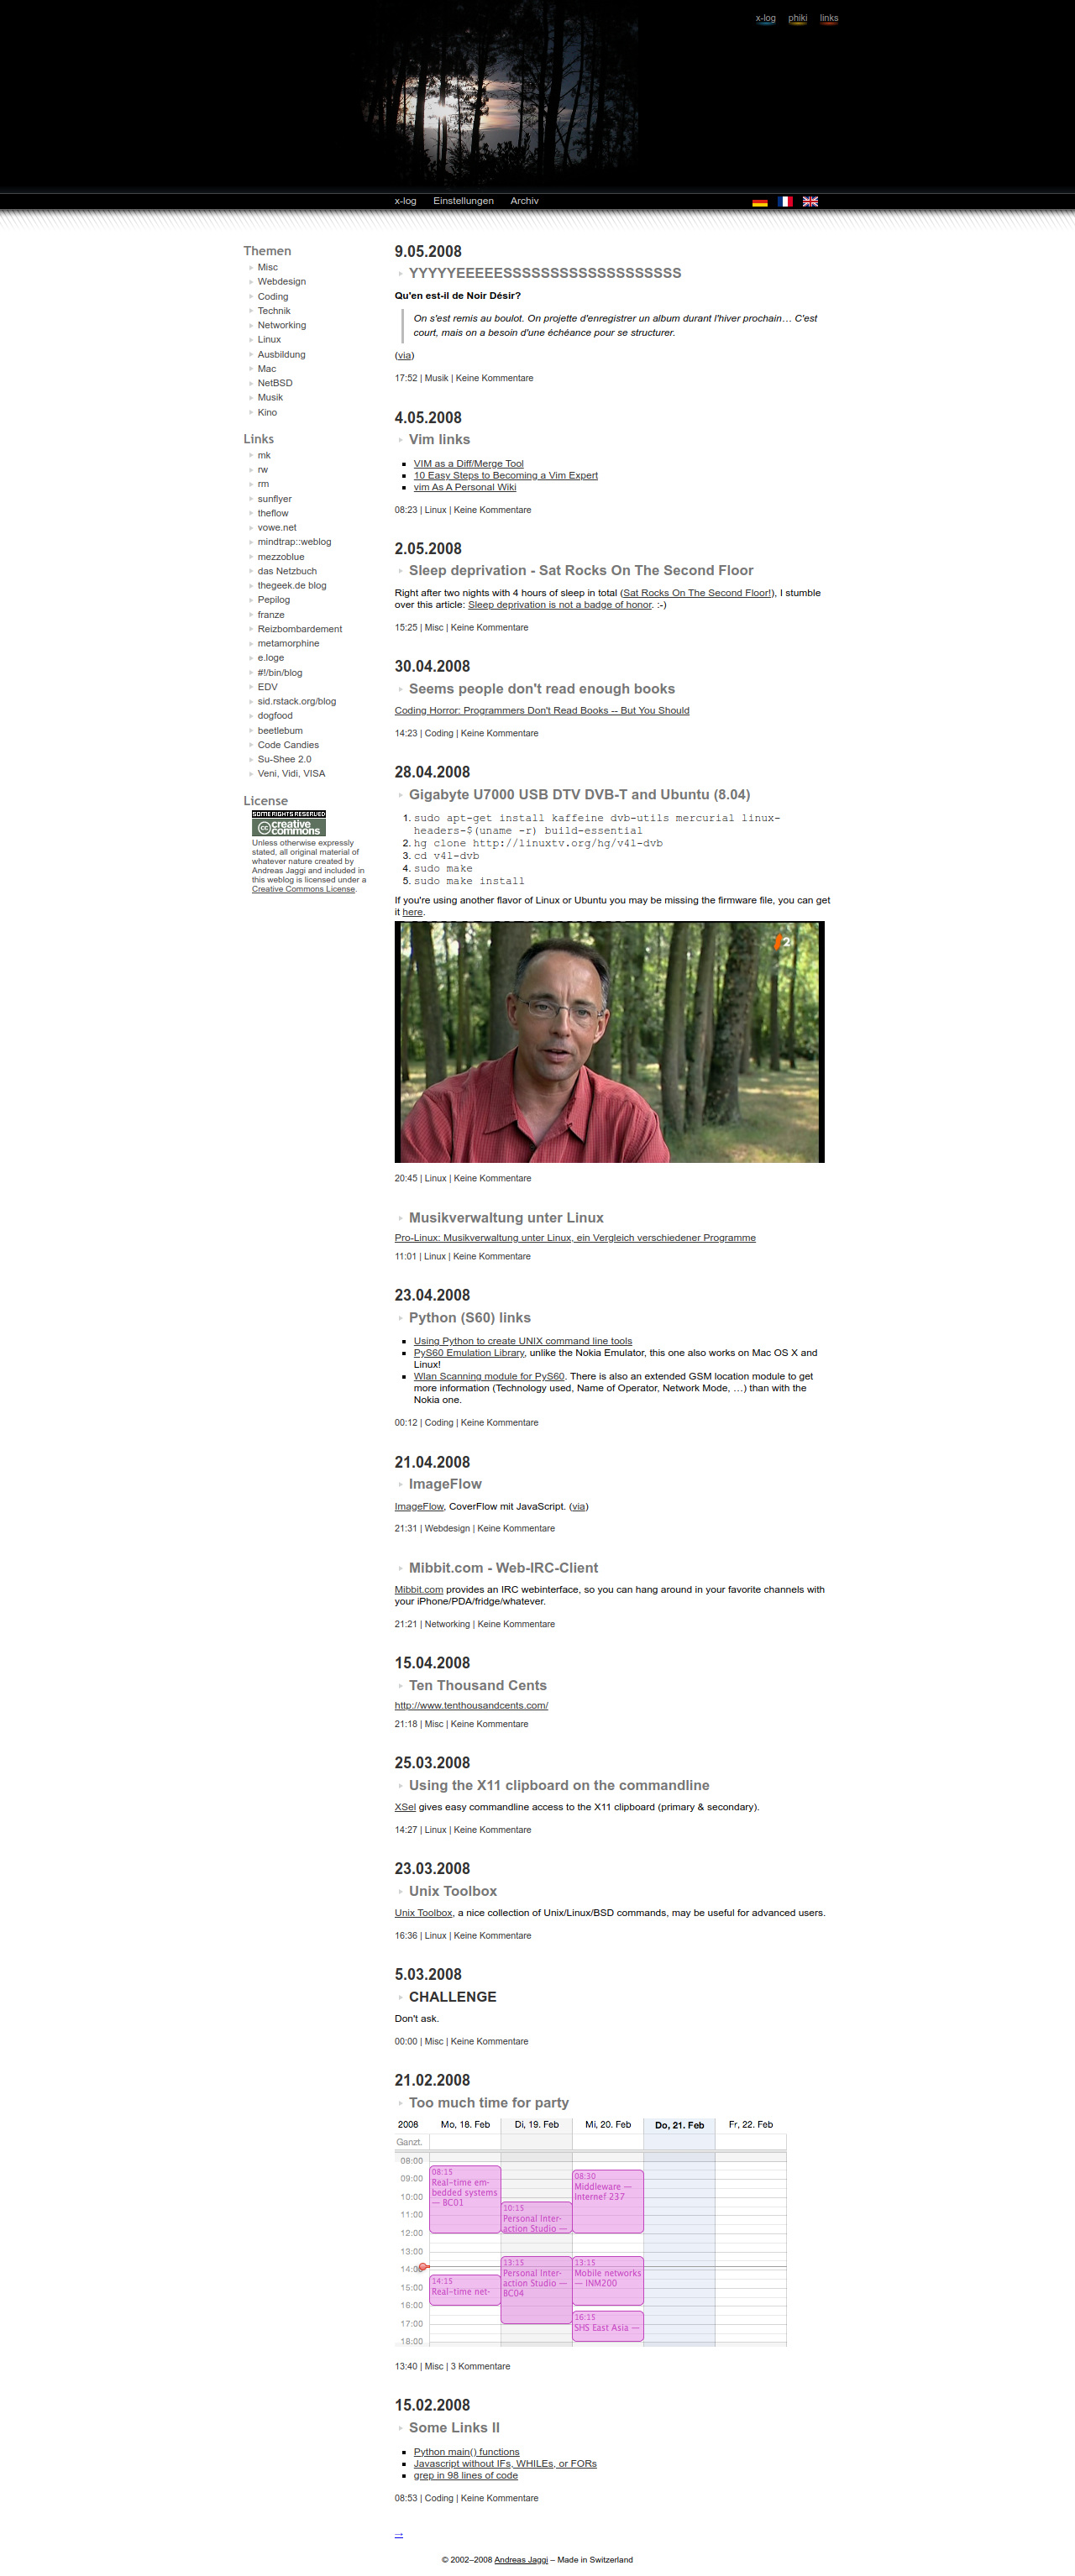 x-log phiki links
x-log Einstellungen Archiv
Themen
Misc
Webdesign
Coding
Technik
Networking
Linux
Ausbildung
Mac
NetBSD
Musik
Kino
Links
mk
rw
rm
sunflyer
theflow
vowe.net
mindtrap::weblog
mezzoblue
das Netzbuch
thegeek.de blog
Pepilog
franze
Reizbombardement
metamorphine
e.loge
#!/bin/blog
EDV
sid.rstack.org/blog
dogfood
beetlebum
Code Candies
Su-Shee 2.0
Veni, Vidi, VISA
License
SOME RIGHTS RESERVED
cc creative commons
Unless otherwise expressly
stated, all original material of
whatever nature created by
Andreas Jaggi and included in
this weblog is licensed under a
Creative Commons License.
9.05.2008
YYYYYEEEEESSSSSSSSSSSSSSSSSSS
Qu'en est-il de Noir Désir?
On s'est remis au boulot. On projette d'enregistrer un album durant l'hiver prochain… C'est
court, mais on a besoin d'une échéance pour se structurer.
(via)
17:52 | Musik | Keine Kommentare
4.05.2008
Vim links
VIM as a Diff/Merge Tool
10 Easy Steps to Becoming a Vim Expert
vim As A Personal Wiki
08:23 | Linux | Keine Kommentare
2.05.2008
Sleep deprivation - Sat Rocks On The Second Floor
Right after two nights with 4 hours of sleep in total (Sat Rocks On The Second Floor!), I stumble
over this article: Sleep deprivation is not a badge of honor. :-)
15:25 | Misc | Keine Kommentare
30.04.2008
Seems people don't read enough books
Coding Horror: Programmers Don't Read Books -- But You Should
14:23 | Coding | Keine Kommentare
28.04.2008
Gigabyte U7000 USB DTV DVB-T and Ubuntu (8.04)
1. sudo apt-get install kaffeine dvb-utils mercurial linux-
headers-$(uname -r) build-essential
2. hg clone http://linuxtv.org/hg/v4l-dvb
3. cd v4l-dvb
4. sudo make
5. sudo make install
If you're using another flavor of Linux or Ubuntu you may be missing the firmware file, you can get
it here.
2
20:45 | Linux | Keine Kommentare
Musikverwaltung unter Linux
Pro-Linux: Musikverwaltung unter Linux, ein Vergleich verschiedener Programme
11:01 | Linux | Keine Kommentare
23.04.2008
Python (S60) links
Using Python to create UNIX command line tools
PyS60 Emulation Library, unlike the Nokia Emulator, this one also works on Mac OS X and
Linux!
Wlan Scanning module for PyS60. There is also an extended GSM location module to get
more information (Technology used, Name of Operator, Network Mode, …) than with the
Nokia one.
00:12 | Coding | Keine Kommentare
21.04.2008
ImageFlow
ImageFlow, CoverFlow mit JavaScript. (via)
21:31 | Webdesign | Keine Kommentare
Mibbit.com - Web-IRC-Client
Mibbit.com provides an IRC webinterface, so you can hang around in your favorite channels with
your iPhone/PDA/fridge/whatever.
21:21 | Networking | Keine Kommentare
15.04.2008
Ten Thousand Cents
http://www.tenthousandcents.com/
21:18 | Misc | Keine Kommentare
25.03.2008
Using the X11 clipboard on the commandline
XSel gives easy commandline access to the X11 clipboard (primary & secondary).
14:27 | Linux | Keine Kommentare
23.03.2008
Unix Toolbox
Unix Toolbox, a nice collection of Unix/Linux/BSD commands, may be useful for advanced users.
16:36 | Linux | Keine Kommentare
5.03.2008
CHALLENGE
Don't ask.
00:00 | Misc | Keine Kommentare
21.02.2008
Too much time for party
2008 Mo, 18. Feb Di, 19. Feb Mi, 20. Feb Do, 21. Feb Fr, 22. Feb
Ganzt.
08:00
09:00
10:00
11:00
12:00
13:00
14:00
15:00
16:00
17:00
18:00
08:15
Real-time em-
bedded systems
— BC01
14:15
Real-time net-
10:15
Personal Inter-
action Studio —
13:15
Personal Inter-
action Studio —
BC04
08:30
Middleware —
Internef 237
13:15
Mobile networks
— INM200
16:15
SHS East Asia —
13:40 | Misc | 3 Kommentare
15.02.2008
Some Links II
Python main() functions
Javascript without IFs, WHILEs, or FORs
grep in 98 lines of code
08:53 | Coding | Keine Kommentare
→
© 2002–2008 Andreas Jaggi – Made in Switzerland